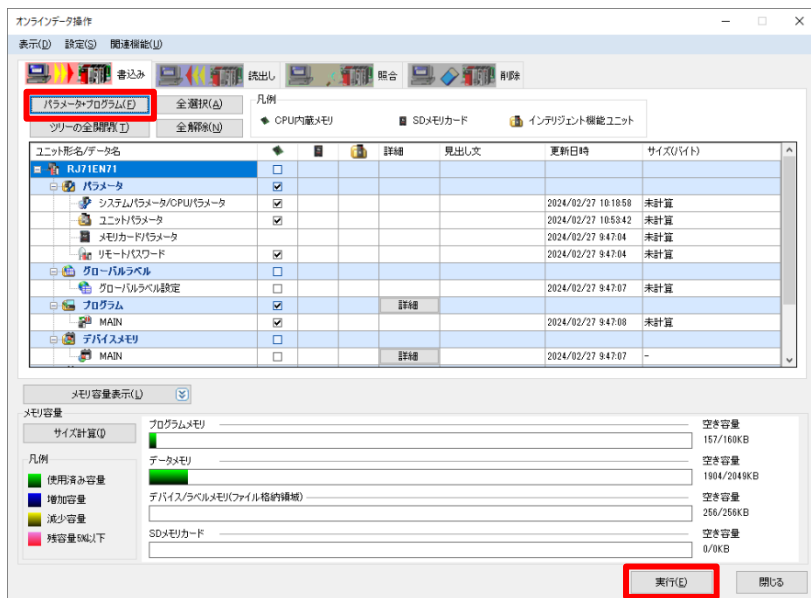 オンラインデータ操作
表示(D) 設定(S) 関連機能(U)
書込み 読出し 照合 削除
パラメータ+プログラム(F) 全選択(A) 凡例
ツリーの全開閉(T) 全解除(N) CPU内蔵メモリ SDメモリカード インテリジェント機能ユニット
ユニット形名/データ名 詳細 見出し文 更新日時 サイズ(バイト)
RJ71EN71
パラメータ
システムパラメータ/CPUパラメータ 2024/02/27 10:18:58 未計算
ユニットパラメータ 2024/02/27 10:53:42 未計算
メモリカードパラメータ 2024/02/27 9:47:04 未計算
リモートパスワード 2024/02/27 9:47:04 未計算
グローバルラベル
グローバルラベル設定 2024/02/27 9:47:07 未計算
プログラム 詳細
MAIN 2024/02/27 9:47:08 未計算
デバイスメモリ
MAIN 詳細 2024/02/27 9:47:07 -
メモリ容量表示(L)
メモリ容量
サイズ計算(I) プログラムメモリ 空き容量
157/160KB
凡例 データメモリ 空き容量
使用済み容量 1904/2049KB
増加容量 デバイス/ラベルメモリ(ファイル格納領域) 空き容量
減少容量 256/256KB
残容量5%以下 SDメモリカード 空き容量
0/0KB
実行(E) 閉じる